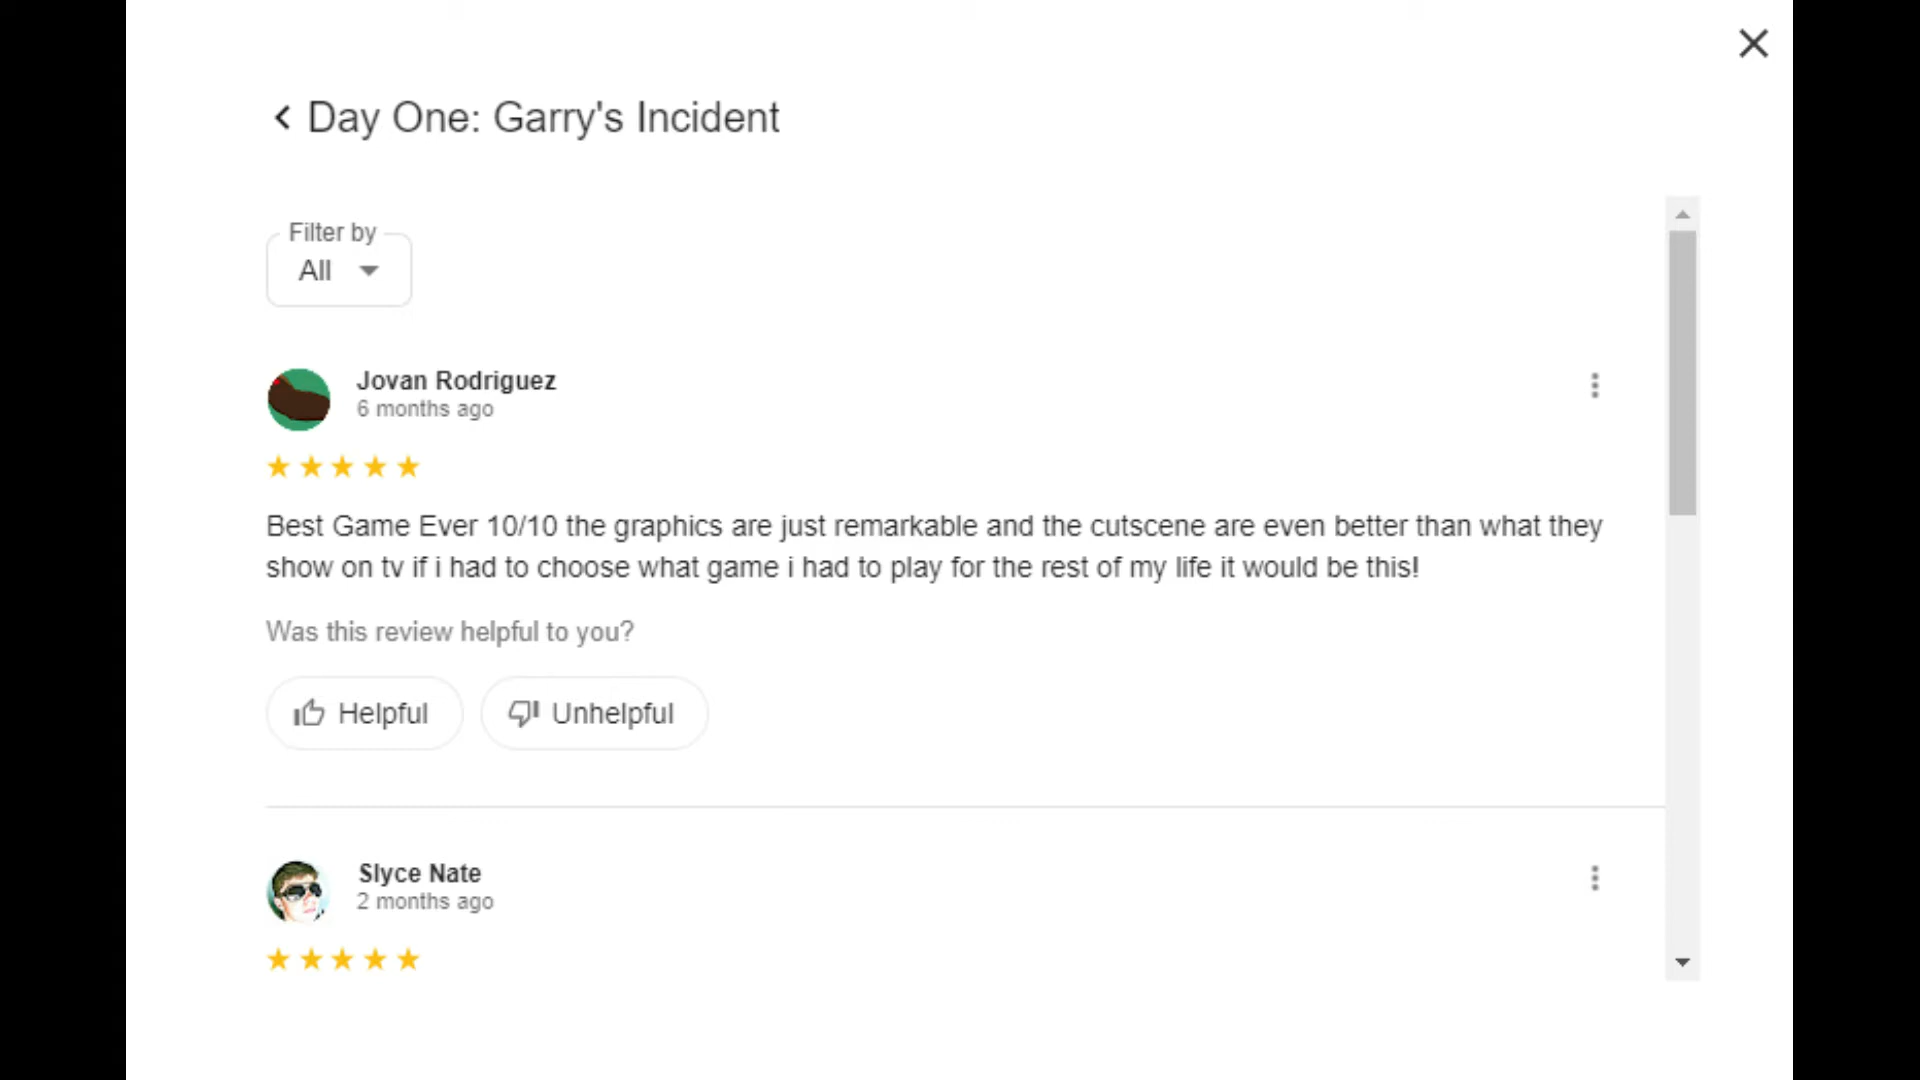 Day One: Garry's Incident
Filter by
All
Jovan Rodriguez
6 months ago
Best Game Ever 10/10 the graphics are just remarkable and the cutscene are even better than what they
show on tv if i had to choose what game i had to play for the rest of my life it would be this!
Was this review helpful to you?
Helpful
Unhelpful
Slyce Nate
2 months ago